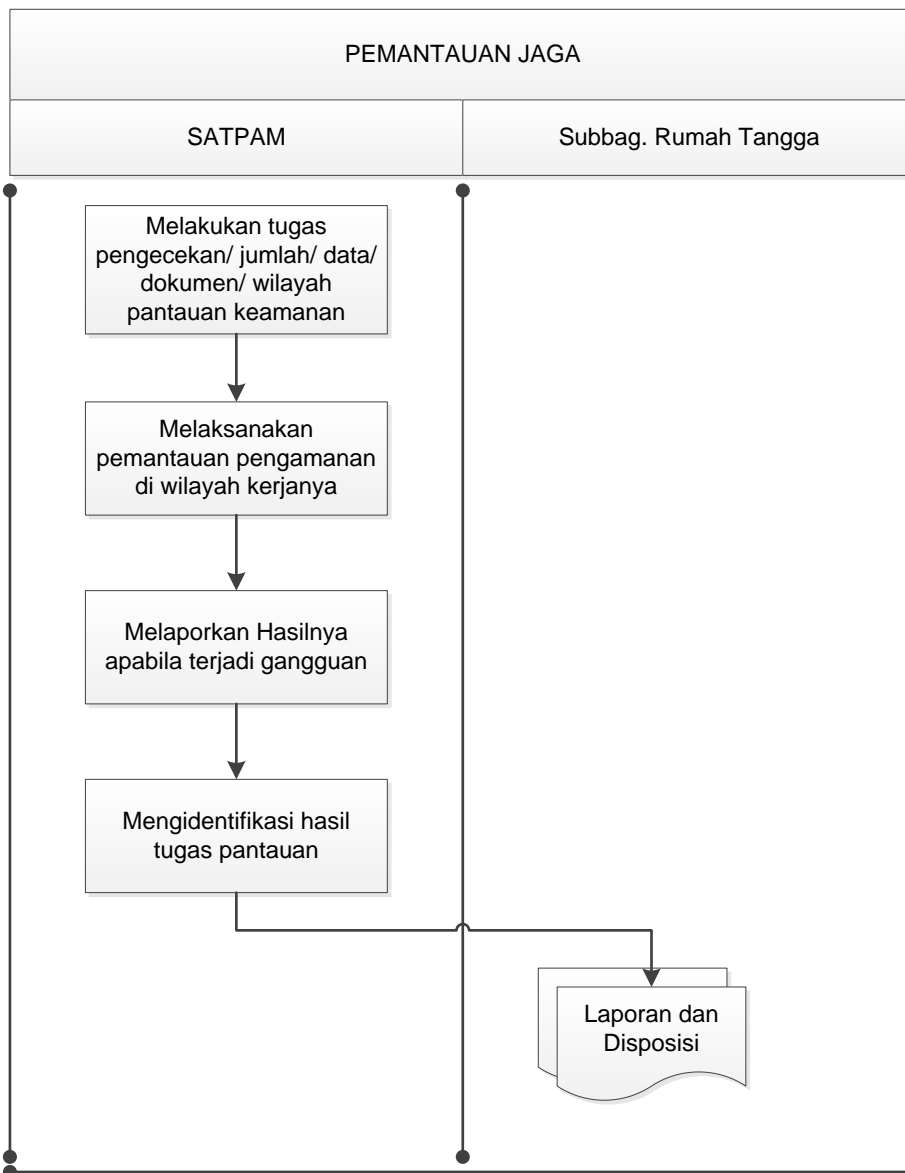 PEMANTAUAN JAGA
SATPAM
Subbag. Rumah Tangga
Melakukan tugas
pengecekan/ jumlah/ data/
dokumen/ wilayah
pantauan keamanan
Melaksanakan
pemantauan pengamanan
di wilayah kerjanya
Melaporkan Hasilnya
apabila terjadi gangguan
Mengidentifikasi hasil
tugas pantauan
Laporan dan
Disposisi